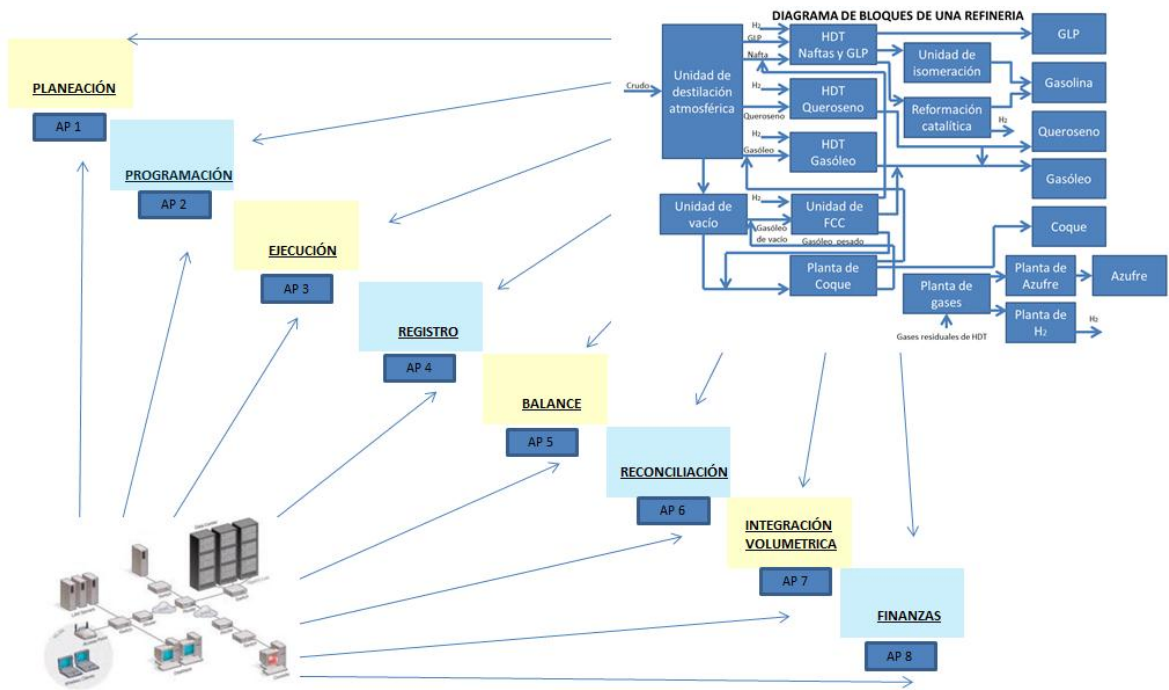 DIAGRAMA DE BLOQUES DE UNA REFINERIA
PLANEACIÓN
AP 1
PROGRAMACIÓN
AP 2
EJECUCIÓN
AP 3
REGISTRO
AP 4
BALANCE
AP 5
RECONCILIACIÓN
AP 6
INTEGRACIÓN
VOLUMETRICA
AP 7
FINANZAS
AP 8
Crudo
Unidad de
destilación
atmosférica
H2
GLP
Nafta
HDT
Naftas y GLP
Unidad de
isomeración
GLP
Gasolina
H2
Queroseno
HDT
Queroseno
Reformación
catalítica
H2
Queroseno
H2
Gasóleo
HDT
Gasóleo
Gasóleo
Unidad de
vacío
H2
Gasóleo
de vacío
Unidad de
FCC
Gasóleo pesado
Coque
Planta de
Coque
Planta de
gases
Gases residuales de HDT
Planta de
Azufre
Azufre
Planta de
H2
H2